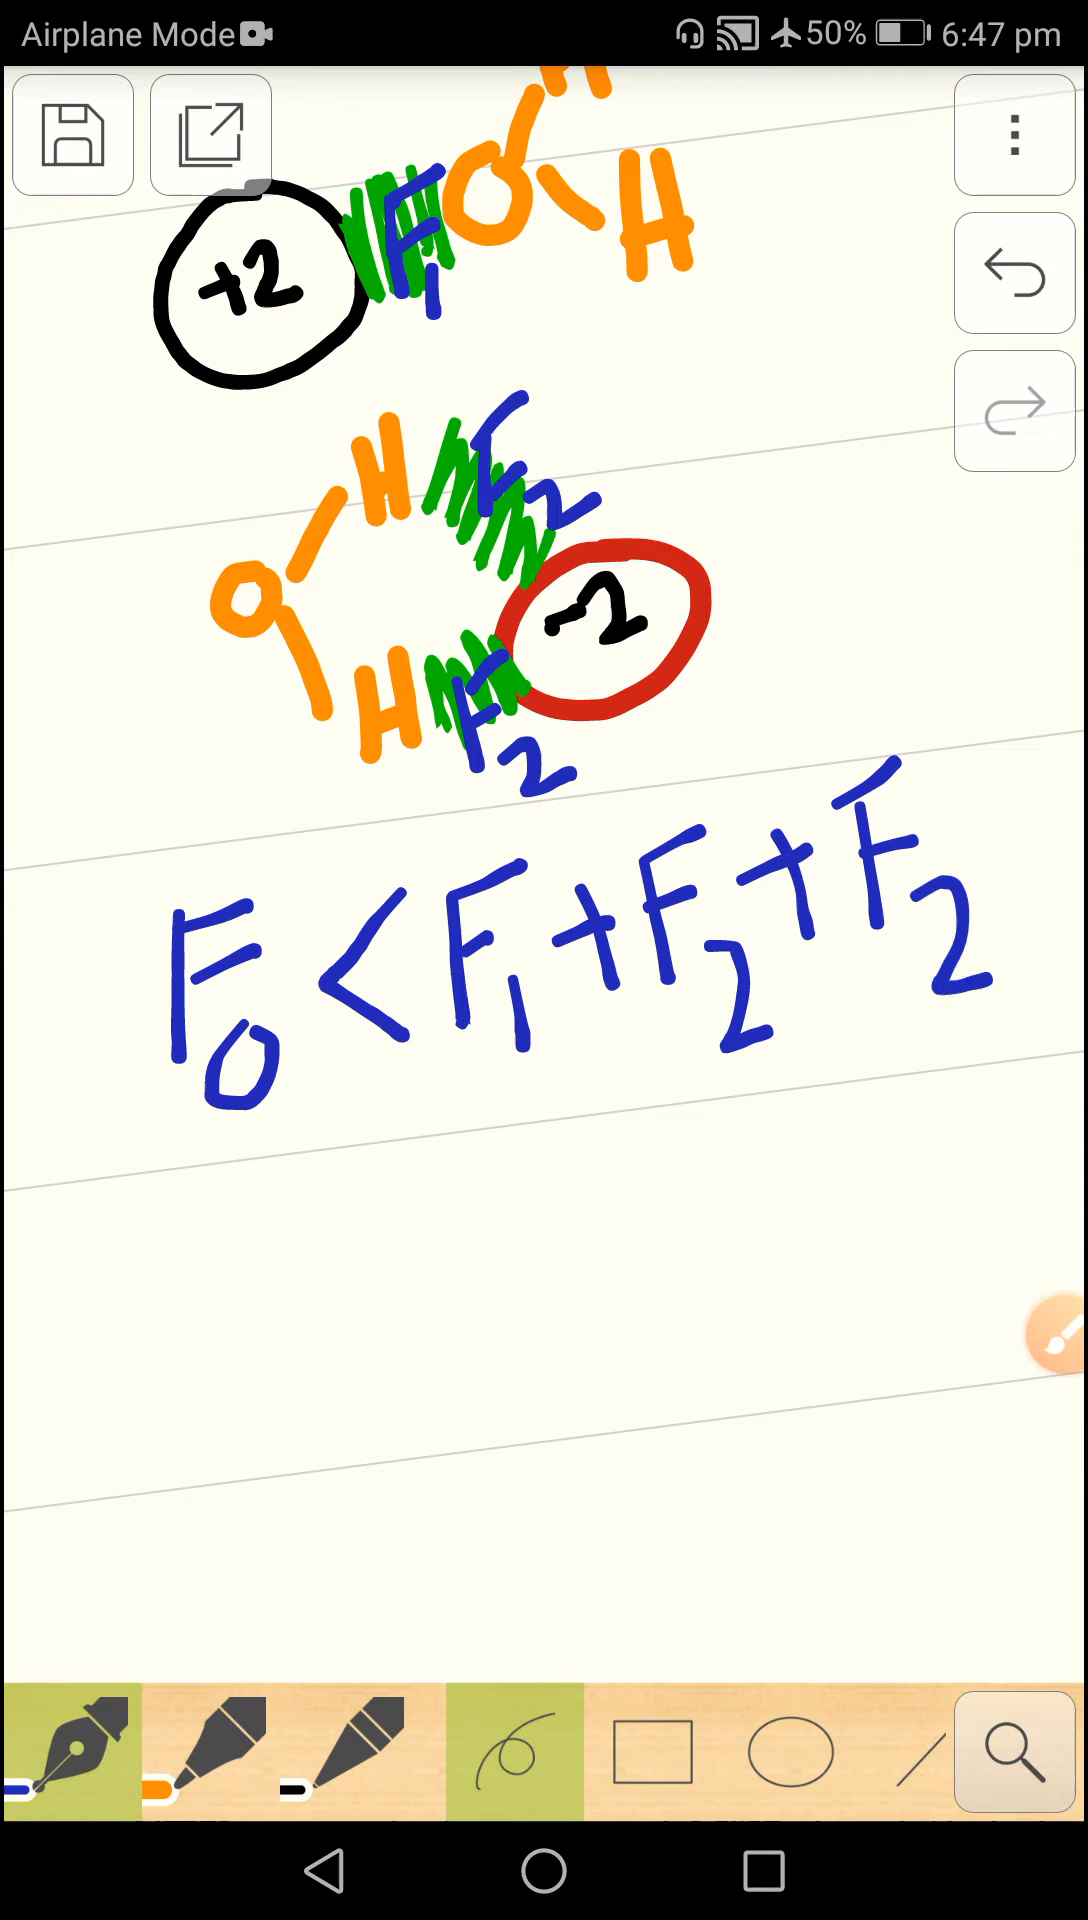 Airplane Mode 50% 6:47 pm
H
+2 F1 O H
H F2
O -2
H F2
F0 < F1 + F2 + F2